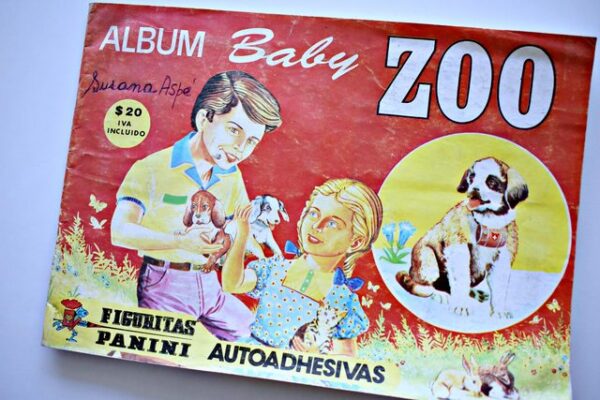 ALBUM Baby ZOO
Susana Aspé
$20
IVA
INCLUIDO
FIGURITAS
PANINI
AUTOADHESIVAS